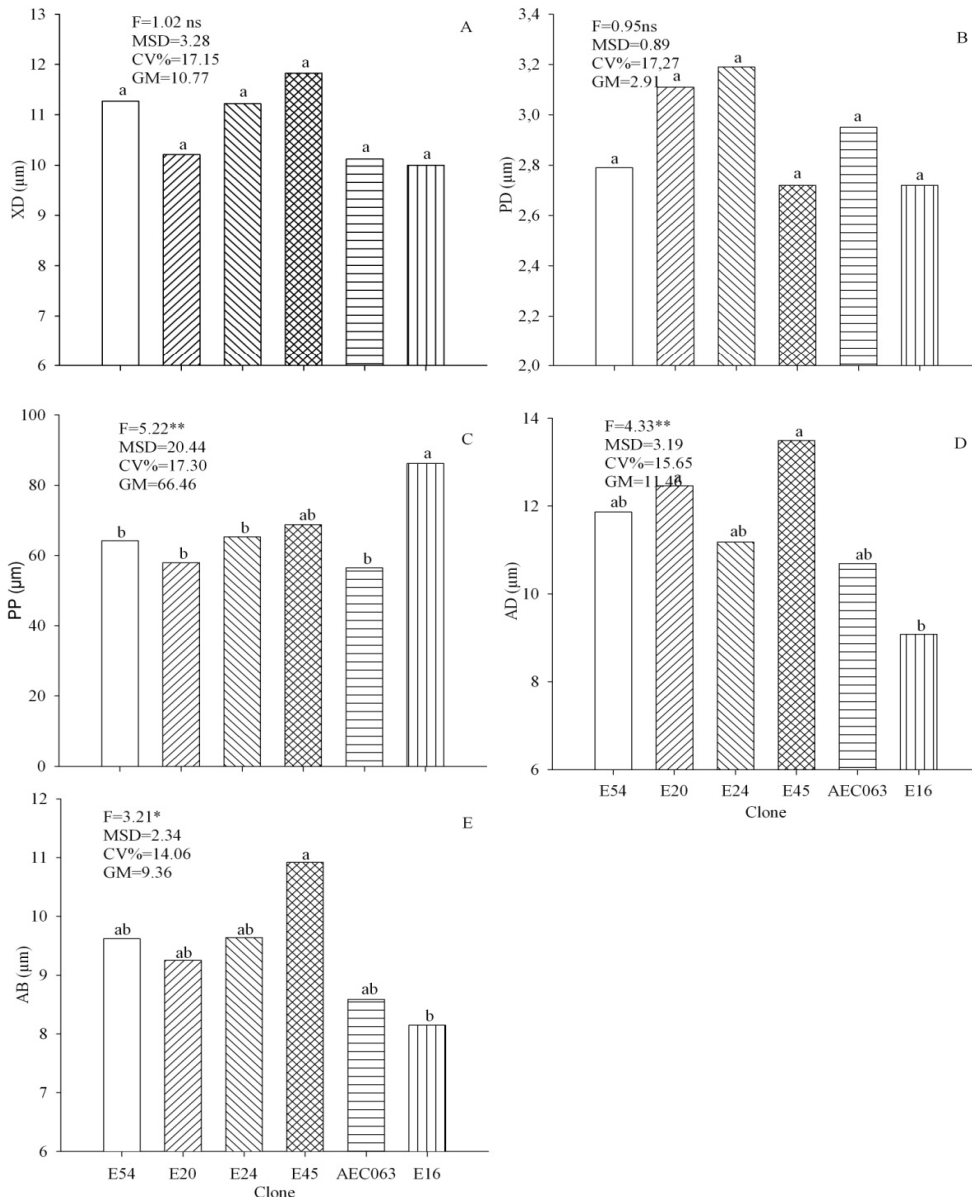 F=1.02 ns
MSD=3.28
CV%=17.15
GM=10.77
A
13
12
11
10
9
8
7
6
XD (µm)
a
a
a
a
a
a
F=0.95ns
MSD=0.89
CV%=17,27
GM=2.91
B
3,4
3,2
3,0
2,8
2,6
2,4
2,2
2,0
PD (µm)
a
a
a
a
a
a
F=5.22**
MSD=20.44
CV%=17.30
GM=66.46
C
100
80
60
40
20
0
PP (µm)
b
b
b
ab
b
a
F=4.33**
MSD=3.19
CV%=15.65
GM=11.46
D
14
12
10
8
6
AD (µm)
ab
a
ab
a
ab
b
E54 E20 E24 E45 AEC063 E16
Clone
F=3.21*
MSD=2.34
CV%=14.06
GM=9.36
E
12
11
10
9
8
7
6
AB (µm)
ab
ab
ab
a
ab
b
E54 E20 E24 E45 AEC063 E16
Clone